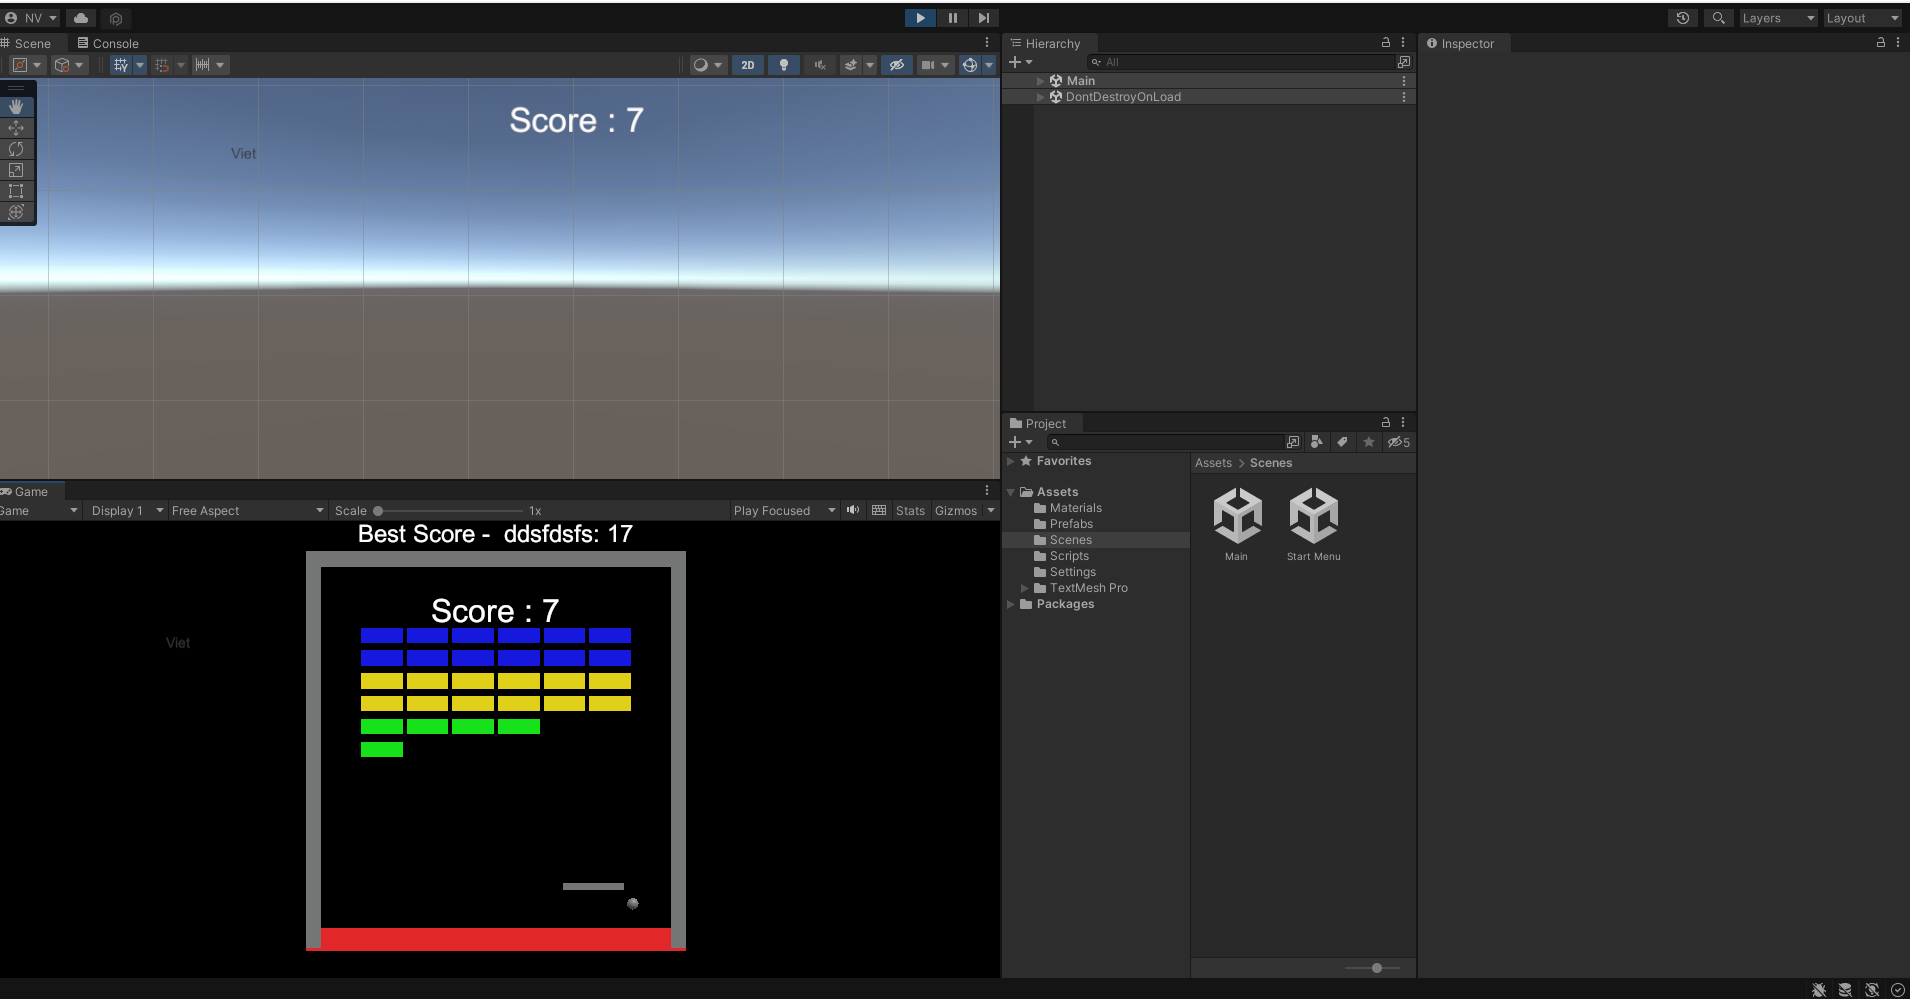 NV
Layers
Layout
Scene
Console
2D
Score : 7
Viet
Hierarchy
All
Main
DontDestroyOnLoad
Inspector
Project
5
Favorites
Assets
Materials
Prefabs
Scenes
Scripts
Settings
TextMesh Pro
Packages
Assets > Scenes
Main
Start Menu
Game
Game
Display 1
Free Aspect
Scale
1x
Play Focused
Stats
Gizmos
Best Score - ddsfdsfs: 17
Score : 7
Viet